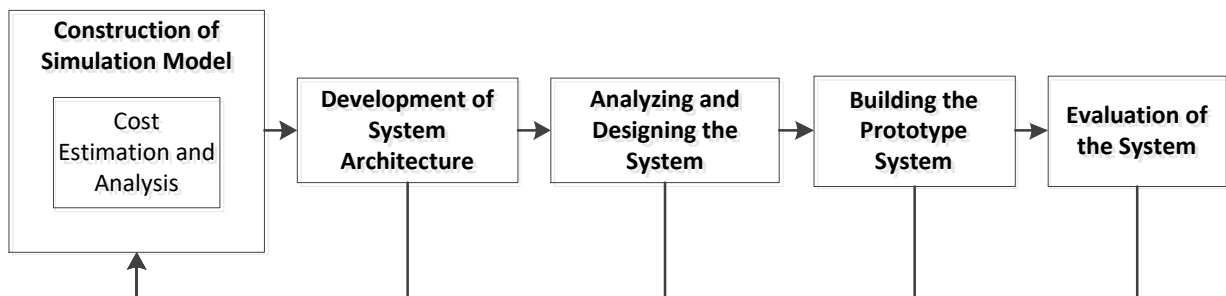 Construction of
Simulation Model
Cost
Estimation and
Analysis
Development of
System
Architecture
Analyzing and
Designing the
System
Building the
Prototype
System
Evaluation of
the System